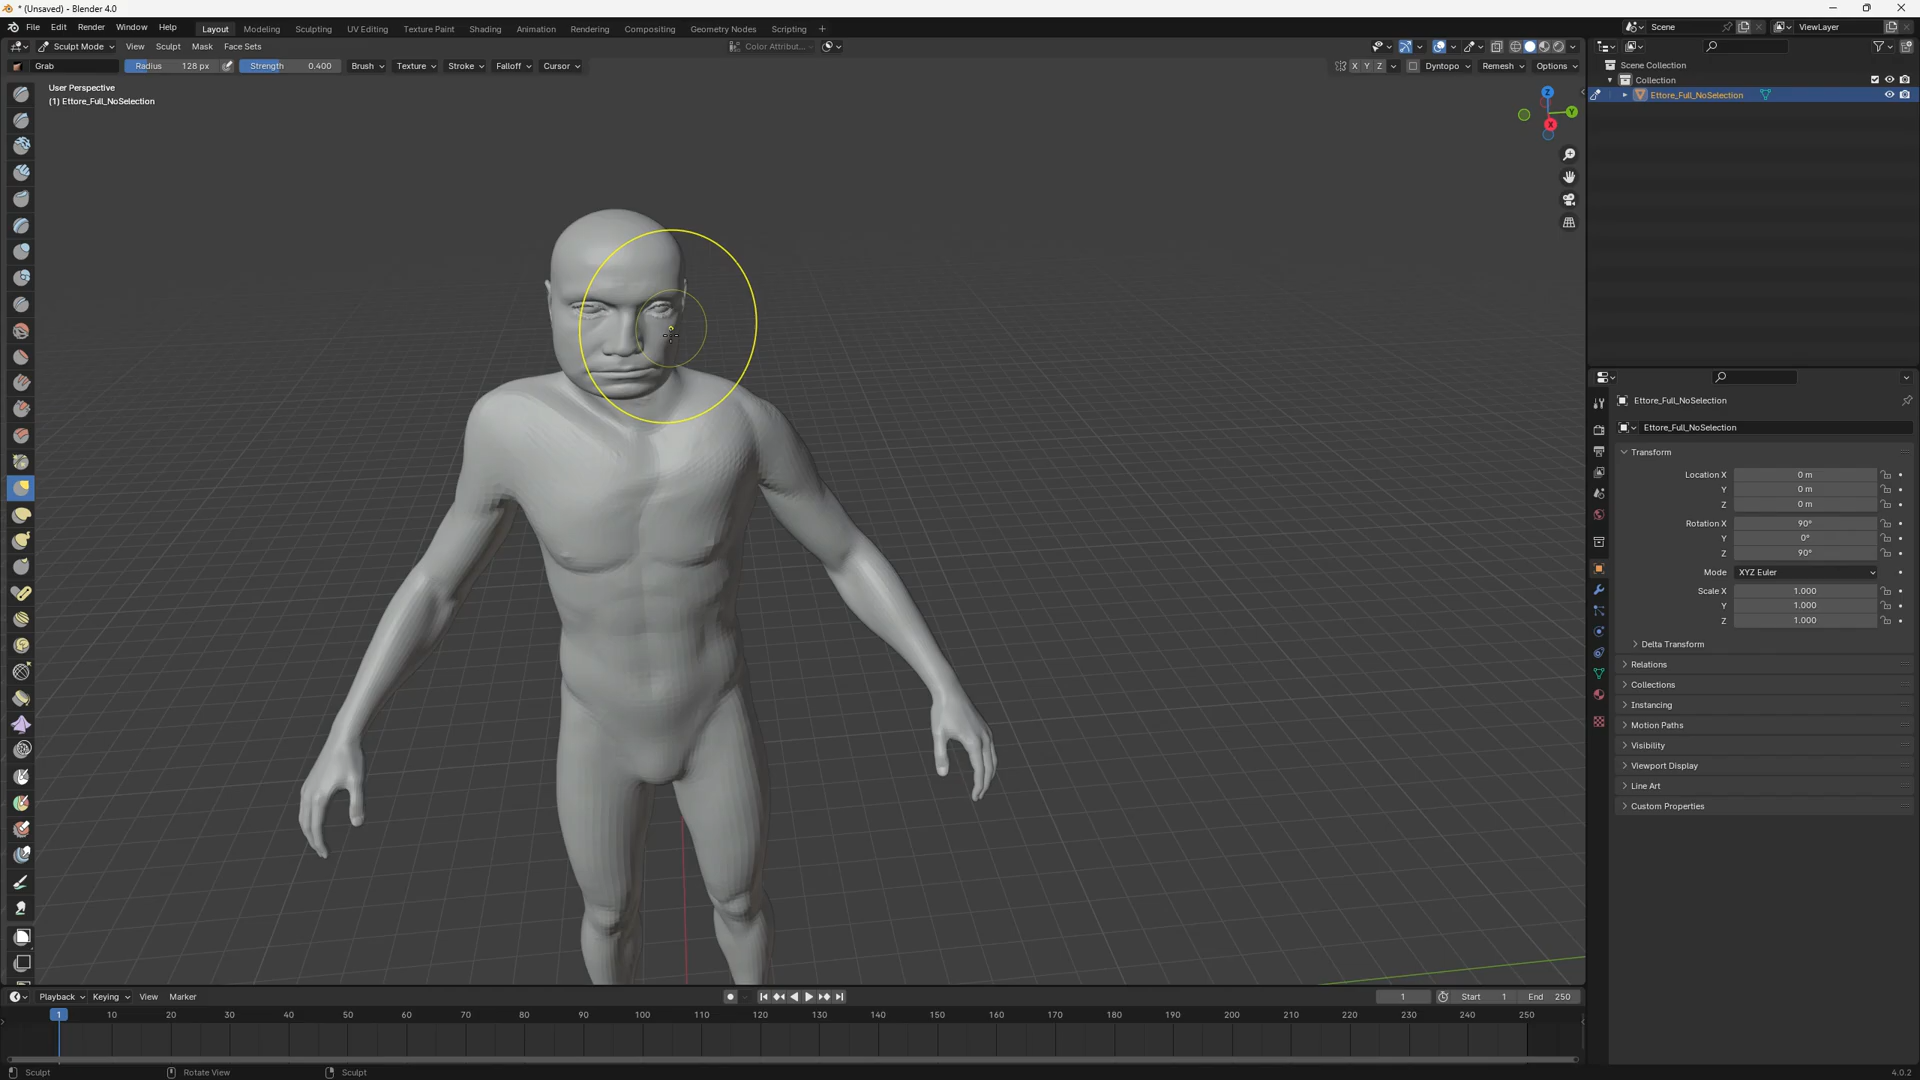 * (Unsaved) - Blender 4.0
File Edit Render Window Help
Layout Modeling Sculpting UV Editing Texture Paint Shading Animation Rendering Compositing Geometry Nodes Scripting +
Scene
ViewLayer
Sculpt Mode View Sculpt Mask Face Sets
Color Attribut...
Grab
Radius 128 px
Strength 0.400
Brush Texture Stroke Falloff Cursor
X Y Z
Dyntopo Remesh Options
User Perspective
(1) Ettore_Full_NoSelection
Z
Y
X
Scene Collection
Collection
Ettore_Full_NoSelection
Ettore_Full_NoSelection
Ettore_Full_NoSelection
Transform
Location X 0 m
Y 0 m
Z 0 m
Rotation X 90°
Y 0°
Z 90°
Mode XYZ Euler
Scale X 1.000
Y 1.000
Z 1.000
Delta Transform
Relations
Collections
Instancing
Motion Paths
Visibility
Viewport Display
Line Art
Custom Properties
Playback Keying View Marker
1 Start 1 End 250
1 10 20 30 40 50 60 70 80 90 100 110 120 130 140 150 160 170 180 190 200 210 220 230 240 250
Sculpt Rotate View Sculpt
4.0.2